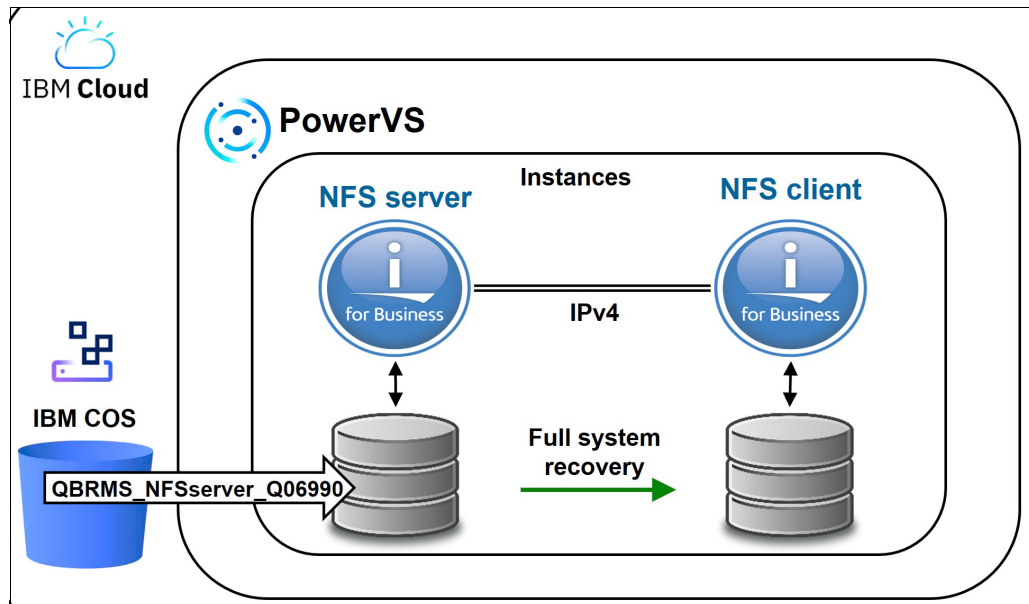 IBM Cloud
PowerVS
Instances
NFS server
NFS client
i
for Business
i
for Business
IPv4
IBM COS
Full system
recovery
QBRMS_NFSserver_Q06990